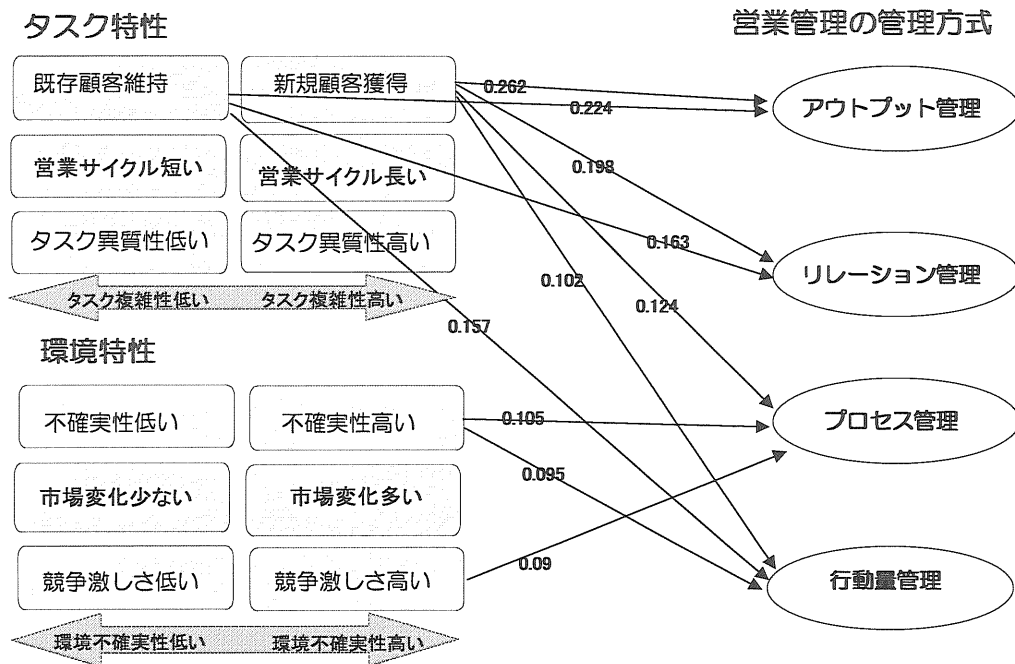 タスク特性
営業管理の管理方式
既存顧客維持
新規顧客獲得
0.262
0.224
アウトプット管理
営業サイクル短い
営業サイクル長い
0.198
タスク異質性低い
タスク異質性高い
0.163
リレーション管理
0.102
タスク複雑性低い
タスク複雑性高い
0.124
0.157
環境特性
不確実性低い
不確実性高い
0.105
プロセス管理
0.095
市場変化少ない
市場変化多い
0.09
競争激しさ低い
競争激しさ高い
行動量管理
環境不確実性低い
環境不確実性高い